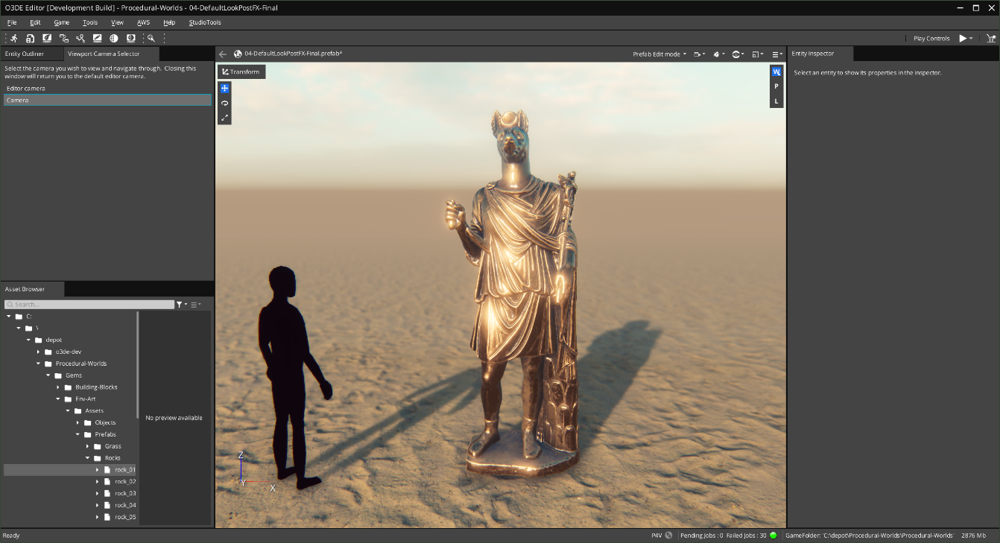 O3DE Editor [Development Build] - Procedural-Worlds - 04-DefaultLookPostFX-Final
File Edit Game Tools View AWS Help StudioTools
Play Controls
Entity Outliner Viewport Camera Selector
Select the camera you wish to view and navigate through. Closing this
window will return you to the default editor camera.
Editor camera
Camera
04-DefaultLookPostFX-Final.prefab*
Prefab Edit mode
Transform
W
P
L
Z
Y
X
Entity Inspector
Select an entity to show its properties in the inspector.
Asset Browser
Search...
C:
\
depot
o3de-dev
Procedural-Worlds
Gems
Building-Blocks
Env-Art
Assets
Objects
Prefabs
Grass
Rocks
rock_01
rock_02
rock_03
rock_04
rock_05
No preview available
Ready
P4V Pending Jobs : 0 Failed Jobs : 30 GameFolder: 'C:\depot\Procedural-Worlds\Procedural-Worlds' 2876 Mb